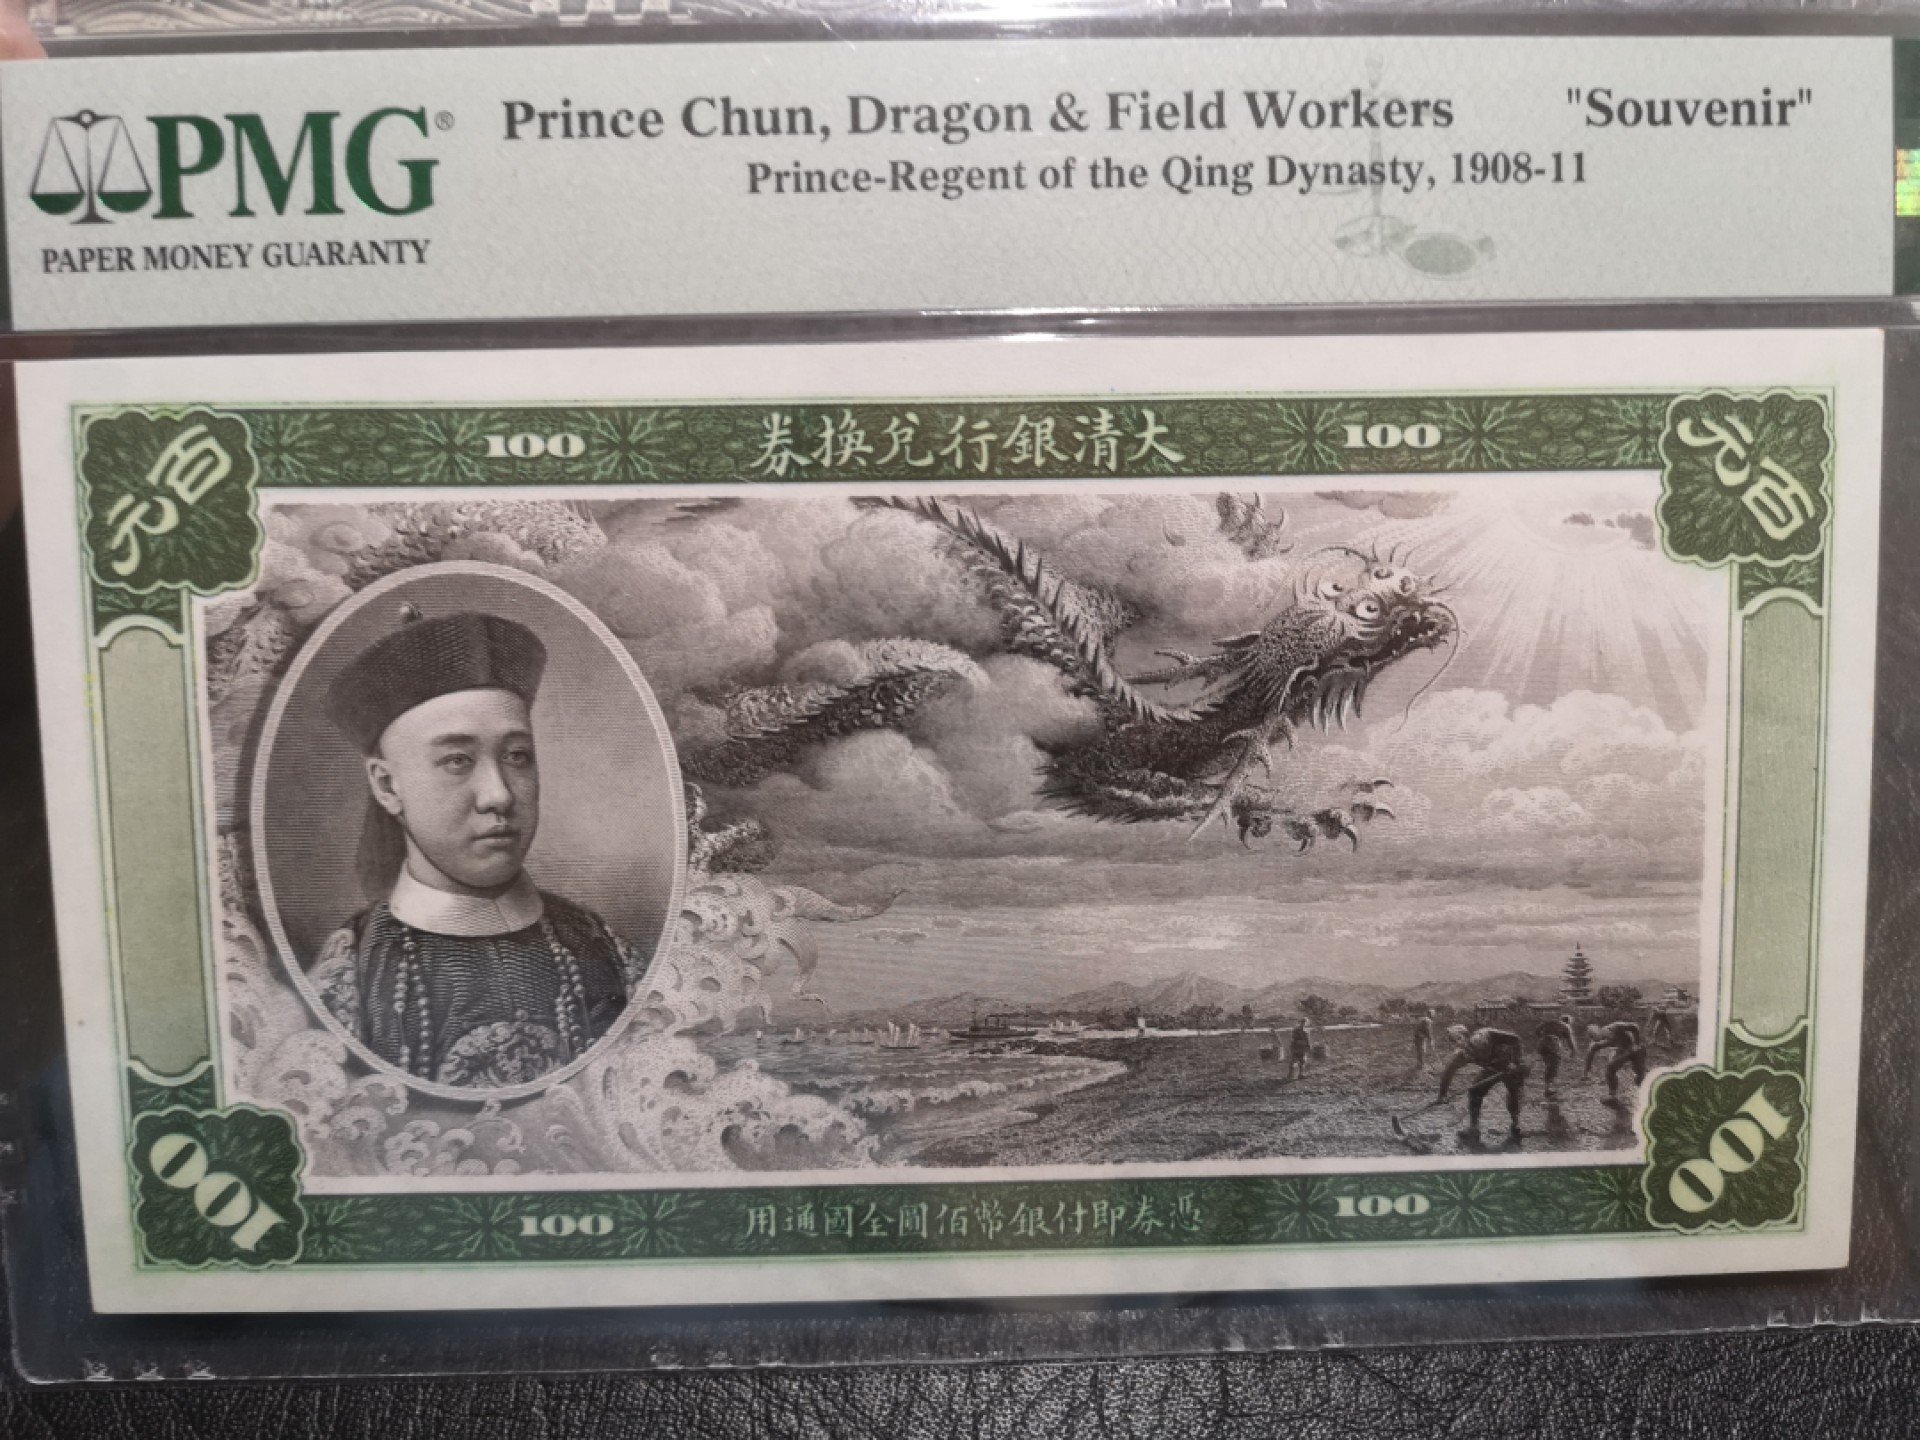 PMG®
PAPER MONEY GUARANTY
Prince Chun, Dragon & Field Workers "Souvenir"
Prince-Regent of the Qing Dynasty, 1908-11
百元
100
券換兌行銀清大
100
百元
100
100
用通國全圓佰幣銀付即券憑
100
100